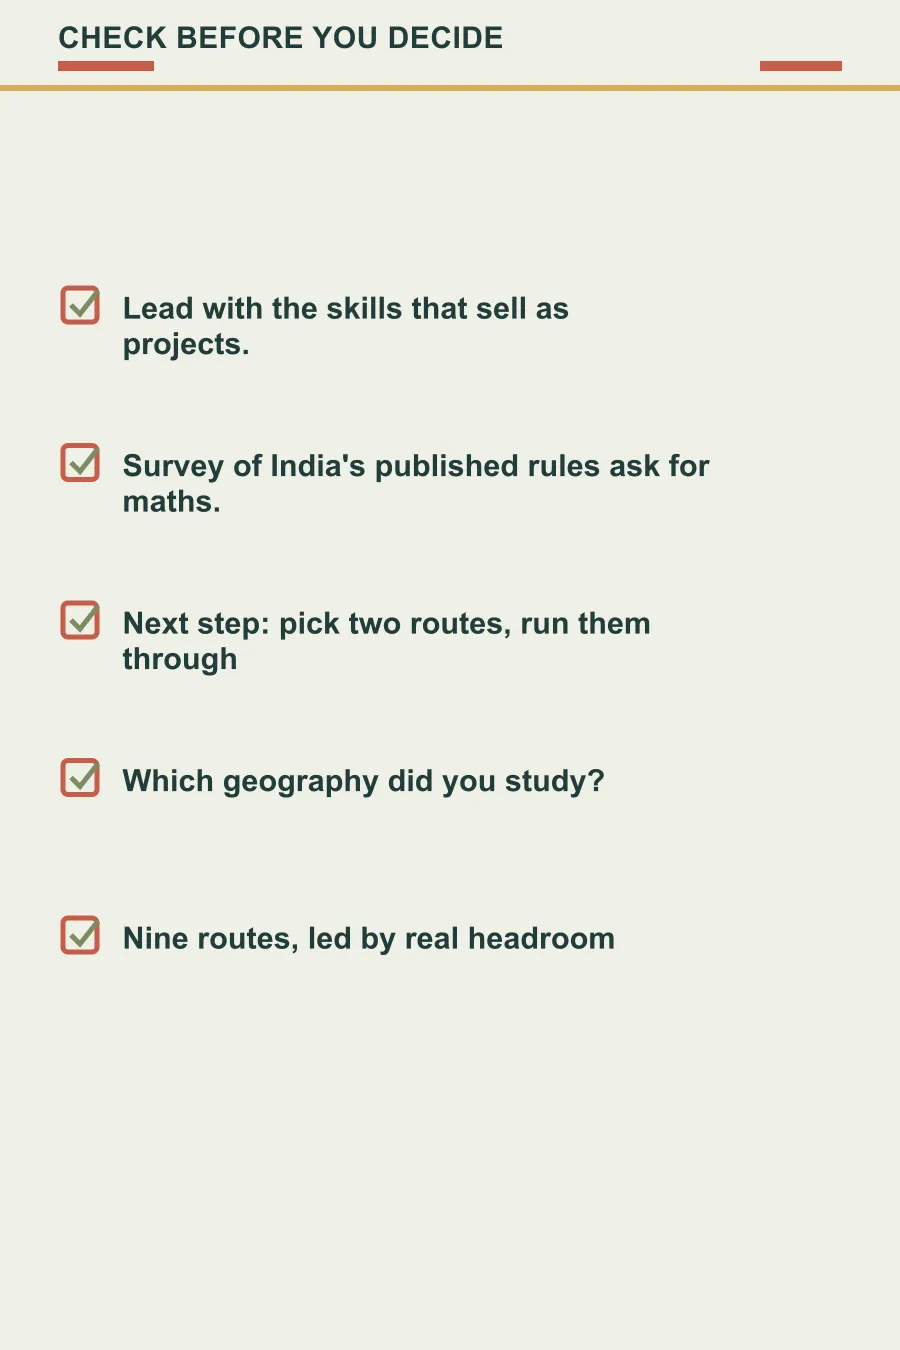 CHECK BEFORE YOU DECIDE
Lead with the skills that sell as
projects.
Survey of India's published rules ask for
maths.
Next step: pick two routes, run them
through
Which geography did you study?
Nine routes, led by real headroom